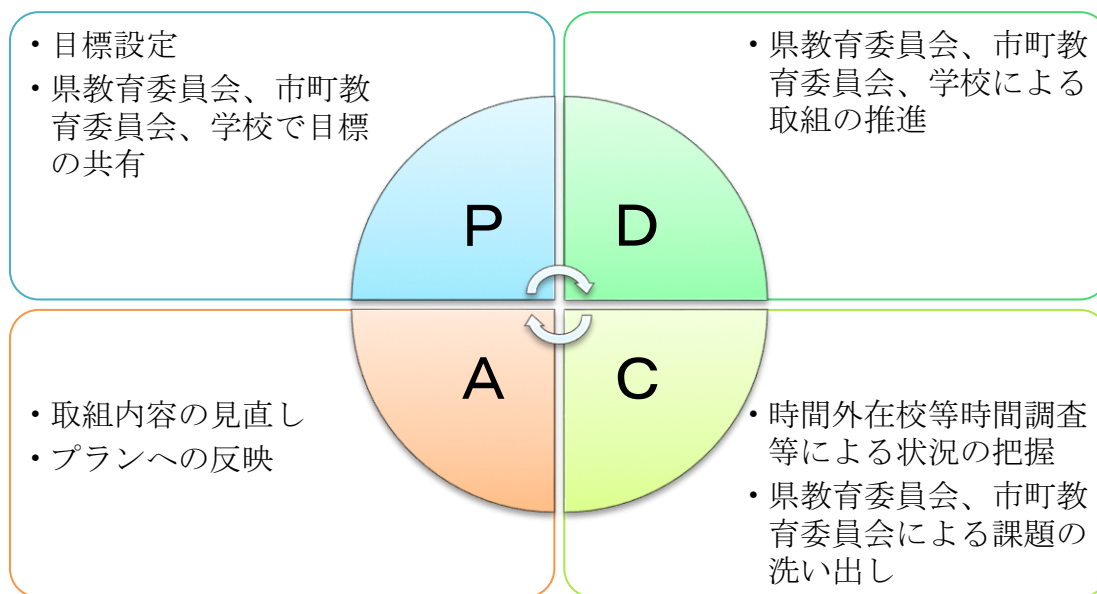 ・目標設定
・県教育委員会、市町教
育委員会、学校で目標
の共有
・県教育委員会、市町教
育委員会、学校による
取組の推進
P
D
A
C
・取組内容の見直し
・プランへの反映
・時間外在校等時間調査
等による状況の把握
・県教育委員会、市町教
育委員会による課題の
洗い出し